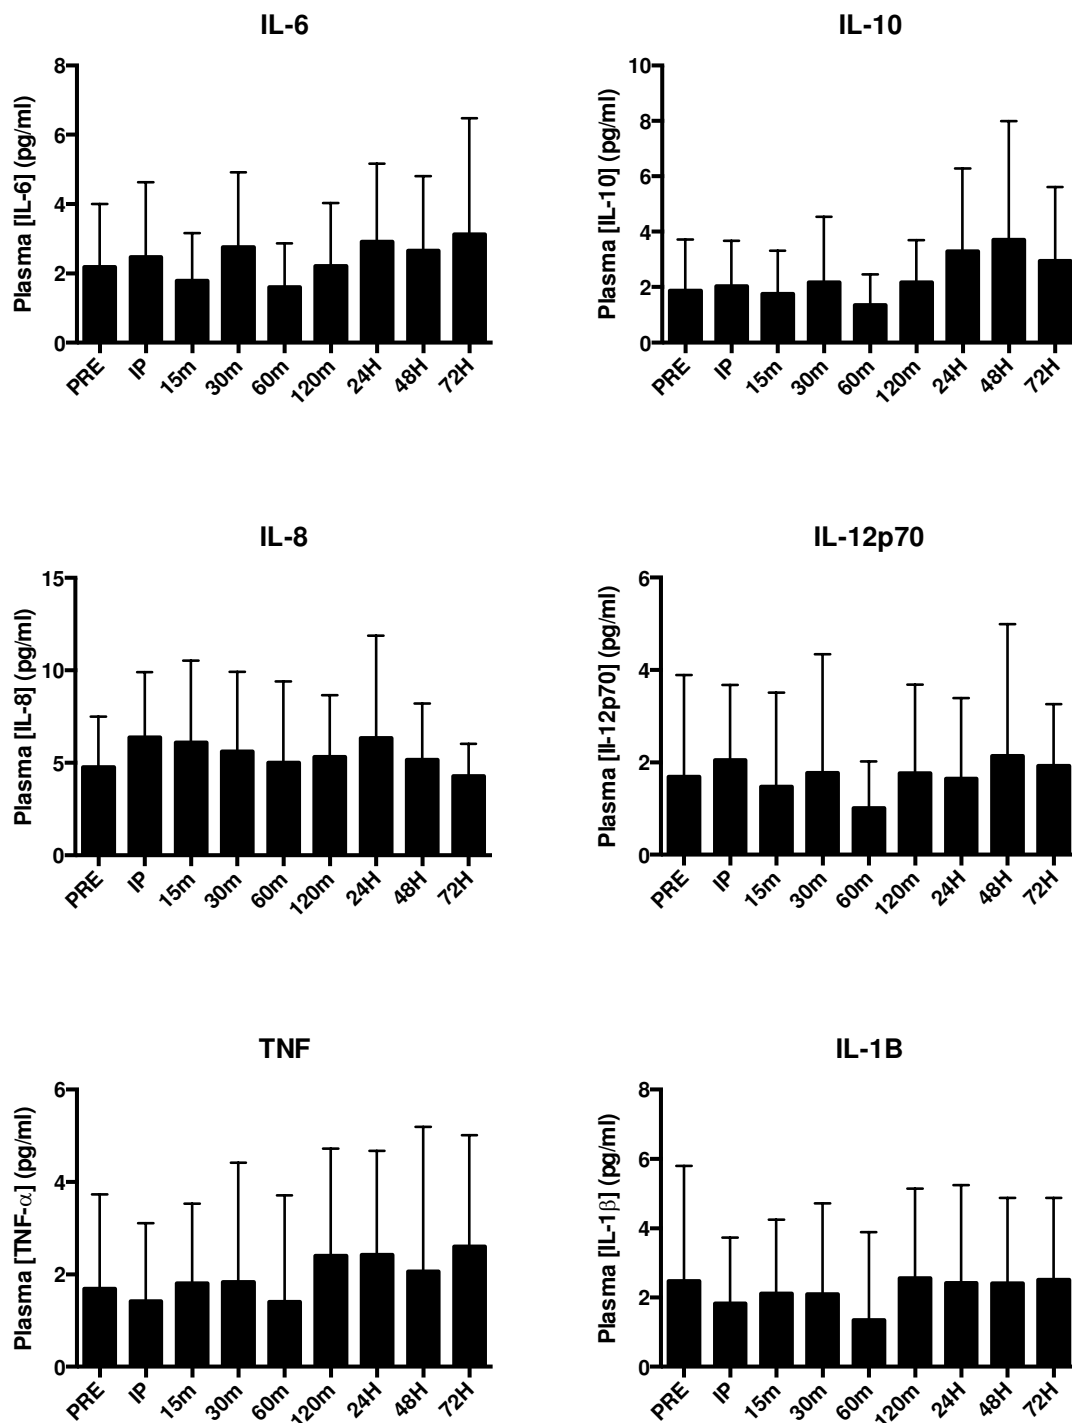 IL-6
Plasma [IL-6] (pg/ml)
8
6
4
2
0
PRE IP 15m 30m 60m 120m 24H 48H 72H
IL-10
Plasma [IL-10] (pg/ml)
10
8
6
4
2
0
PRE IP 15m 30m 60m 120m 24H 48H 72H
IL-8
Plasma [IL-8] (pg/ml)
15
10
5
0
PRE IP 15m 30m 60m 120m 24H 48H 72H
IL-12p70
Plasma [Il-12p70] (pg/ml)
6
4
2
0
PRE IP 15m 30m 60m 120m 24H 48H 72H
TNF
Plasma [TNF-α] (pg/ml)
6
4
2
0
PRE IP 15m 30m 60m 120m 24H 48H 72H
IL-1B
Plasma [IL-1β] (pg/ml)
8
6
4
2
0
PRE IP 15m 30m 60m 120m 24H 48H 72H